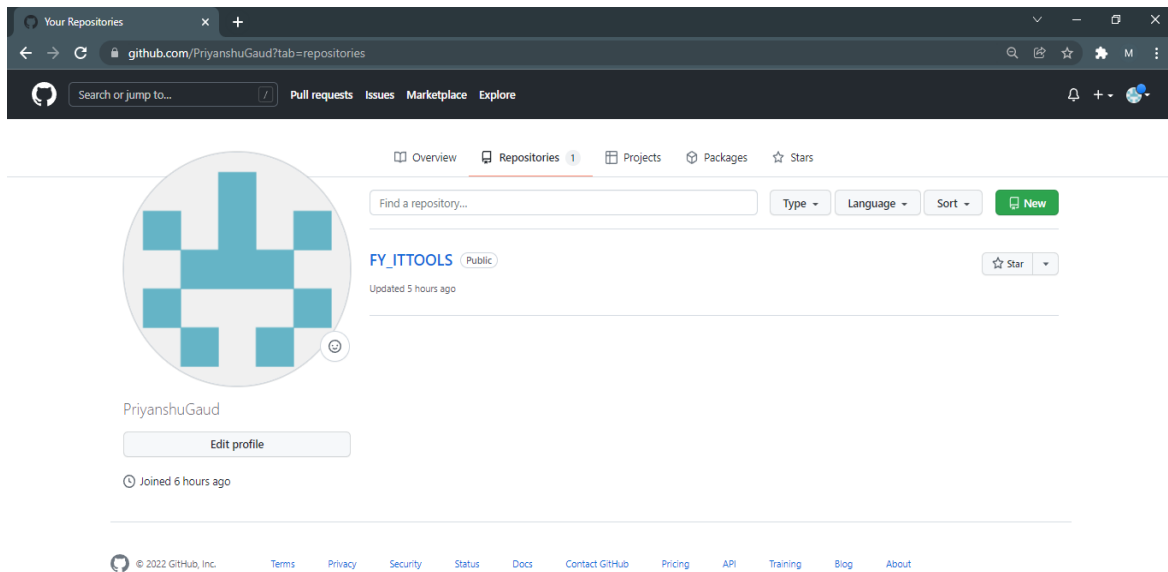 Your Repositories
github.com/PriyanshuGaud?tab=repositories
M
Search or jump to... / Pull requests Issues Marketplace Explore
Overview Repositories 1 Projects Packages Stars
Find a repository... Type Language Sort New
FY_ITTOOLS Public
Star
Updated 5 hours ago
PriyanshuGaud
Edit profile
Joined 6 hours ago
© 2022 GitHub, Inc. Terms Privacy Security Status Docs Contact GitHub Pricing API Training Blog About